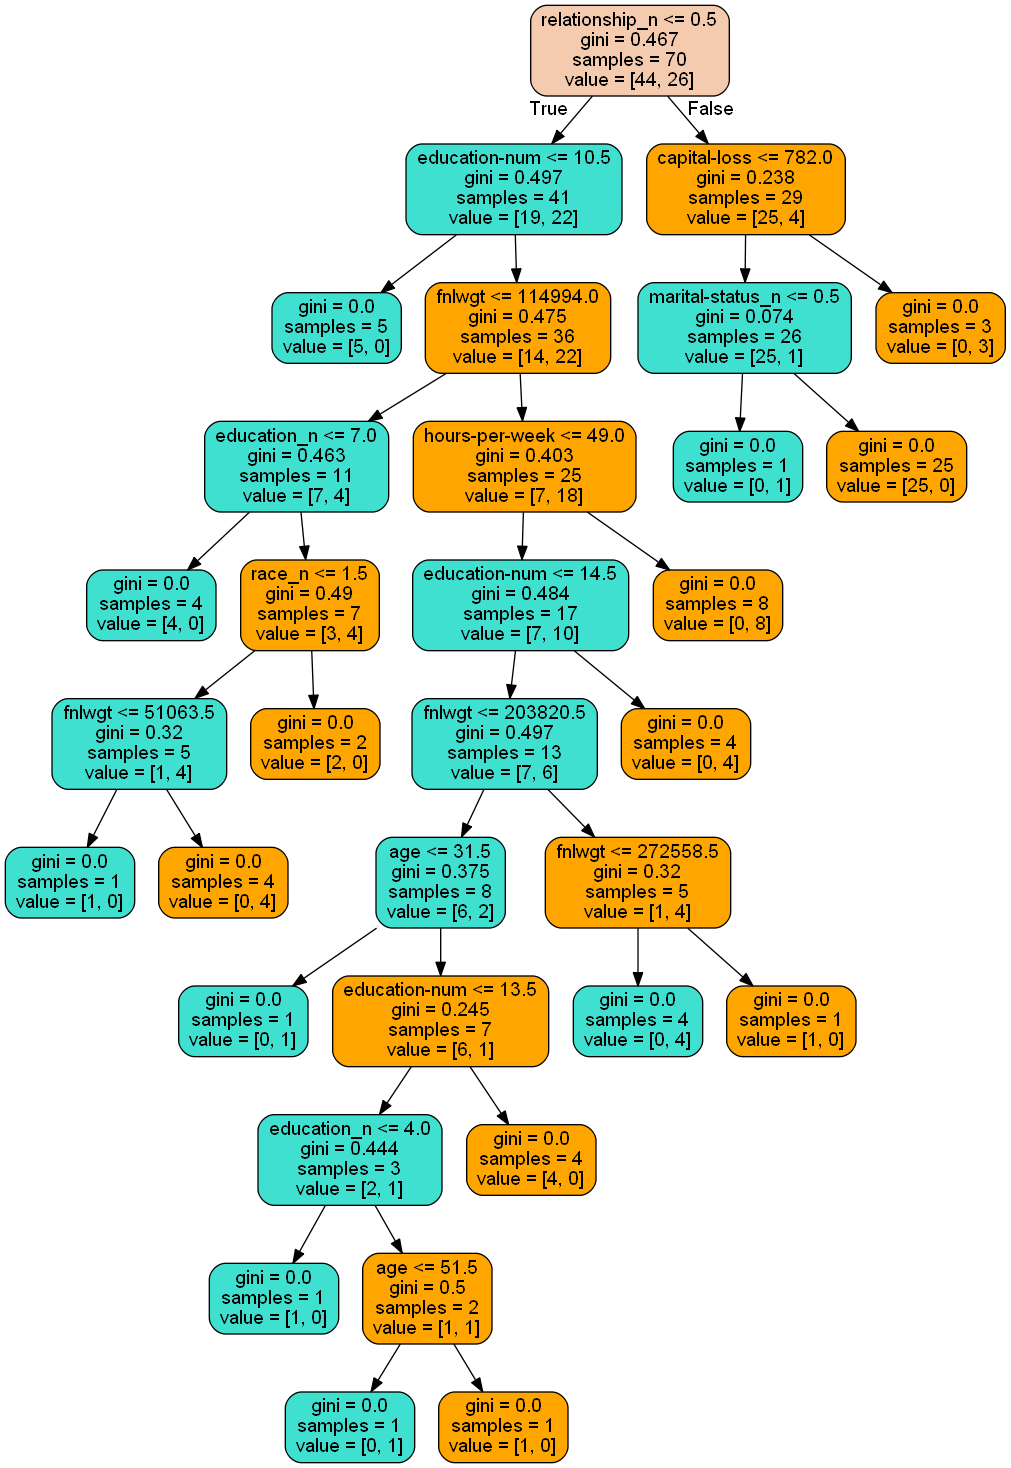 relationship_n <= 0.5
gini = 0.467
samples = 70
value = [44, 26]
True
False
education-num <= 10.5
gini = 0.497
samples = 41
value = [19, 22]
capital-loss <= 782.0
gini = 0.238
samples = 29
value = [25, 4]
gini = 0.0
samples = 5
value = [5, 0]
fnlwgt <= 114994.0
gini = 0.475
samples = 36
value = [14, 22]
marital-status_n <= 0.5
gini = 0.074
samples = 26
value = [25, 1]
gini = 0.0
samples = 3
value = [0, 3]
education_n <= 7.0
gini = 0.463
samples = 11
value = [7, 4]
hours-per-week <= 49.0
gini = 0.403
samples = 25
value = [7, 18]
gini = 0.0
samples = 1
value = [0, 1]
gini = 0.0
samples = 25
value = [25, 0]
gini = 0.0
samples = 4
value = [4, 0]
race_n <= 1.5
gini = 0.49
samples = 7
value = [3, 4]
education-num <= 14.5
gini = 0.484
samples = 17
value = [7, 10]
gini = 0.0
samples = 8
value = [0, 8]
fnlwgt <= 51063.5
gini = 0.32
samples = 5
value = [1, 4]
gini = 0.0
samples = 2
value = [2, 0]
fnlwgt <= 203820.5
gini = 0.497
samples = 13
value = [7, 6]
gini = 0.0
samples = 4
value = [0, 4]
gini = 0.0
samples = 1
value = [1, 0]
gini = 0.0
samples = 4
value = [0, 4]
age <= 31.5
gini = 0.375
samples = 8
value = [6, 2]
fnlwgt <= 272558.5
gini = 0.32
samples = 5
value = [1, 4]
gini = 0.0
samples = 1
value = [0, 1]
education-num <= 13.5
gini = 0.245
samples = 7
value = [6, 1]
gini = 0.0
samples = 4
value = [0, 4]
gini = 0.0
samples = 1
value = [1, 0]
education_n <= 4.0
gini = 0.444
samples = 3
value = [2, 1]
gini = 0.0
samples = 4
value = [4, 0]
gini = 0.0
samples = 1
value = [1, 0]
age <= 51.5
gini = 0.5
samples = 2
value = [1, 1]
gini = 0.0
samples = 1
value = [0, 1]
gini = 0.0
samples = 1
value = [1, 0]